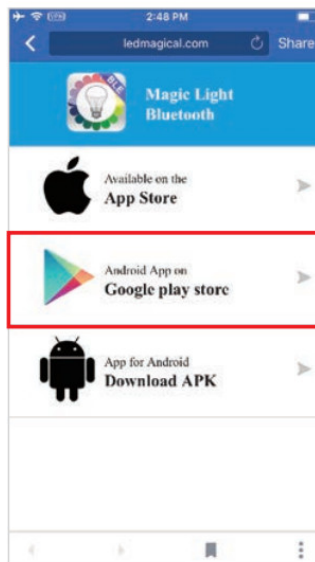 2:48 PM
ledmagical.com
Share
BLE
Magic Light
Bluetooth
Available on the
App Store
Android App on
Google play store
App for Android
Download APK